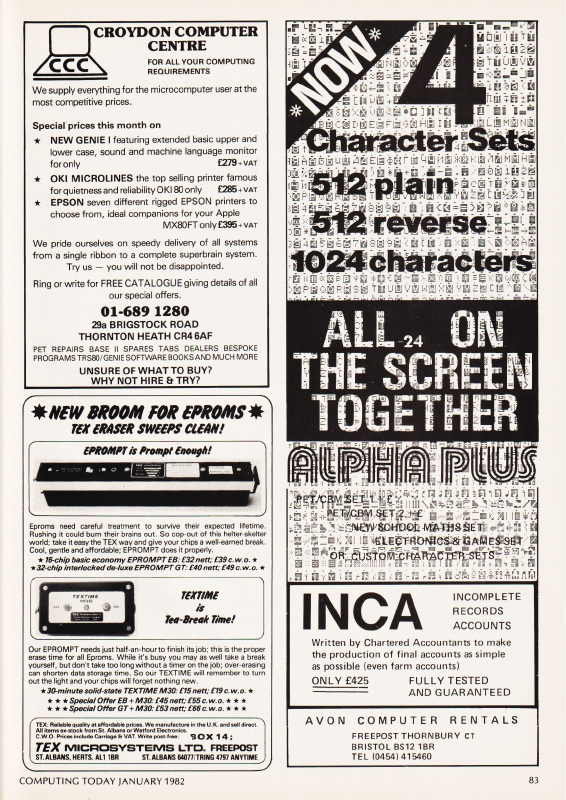 CROYDON COMPUTER
CENTRE
CCC
FOR ALL YOUR COMPUTING
REQUIREMENTS
We supply everything for the microcomputer user at the
most competitive prices.
Special prices this month on
★ NEW GENIE I featuring extended basic upper and
lower case, sound and machine language monitor
for only £279 + VAT
★ OKI MICROLINES the top selling printer famous
for quietness and reliability OKI 80 only £285 + VAT
★ EPSON seven different rigged EPSON printers to
choose from, ideal companions for your Apple
MX80FT only £395 + VAT
We pride ourselves on speedy delivery of all systems
from a single ribbon to a complete superbrain system.
Try us — you will not be disappointed.
Ring or write for FREE CATALOGUE giving details of all
our special offers.
01-689 1280
29a BRIGSTOCK ROAD
THORNTON HEATH CR4 6AF
PET REPAIRS BASE II SPARES TABS DEALERS BESPOKE
PROGRAMS TRS80/GENIE SOFTWARE BOOKS AND MUCH MORE
UNSURE OF WHAT TO BUY?
WHY NOT HIRE & TRY?
✷ NEW BROOM FOR EPROMS ✷
TEX ERASER SWEEPS CLEAN!
EPROMPT is Prompt Enough!
Eproms need careful treatment to survive their expected lifetime.
Rushing it could burn their brains out. So cop-out of this helter-skelter
world; take it easy the TEX way and give your chips a well-earned break.
Cool, gentle and affordable; EPROMPT does it properly.
★ 16-chip basic economy EPROMPT EB: £32 nett; £39 c.w.o. ★
★ 32-chip interlocked de-luxe EPROMPT GT: £40 nett; £49 c.w.o. ★
TEXTIME
M30
TEXTIME
is
Tea-Break Time!
Our EPROMPT needs just half-an-hour to finish its job; this is the proper
erase time for all Eproms. While it's busy you may as well take a break
yourself, but don't take too long without a timer on the job; over-erasing
can shorten data storage time. So our TEXTIME will remember to turn
out the light and your chips will forget nothing new.
★ 30-minute solid-state TEXTIME M30: £15 nett; £19 c.w.o. ★
★ ★ ★ Special Offer EB + M30: £45 nett; £55 c.w.o. ★ ★ ★
★ ★ ★ Special Offer GT + M30: £53 nett; £66 c.w.o. ★ ★ ★
TEX: Reliable quality at affordable prices. We manufacture in the U.K. and sell direct.
All items ex-stock from St. Albans or Watford Electronics.
C.W.O. Prices include Carriage & VAT. Write post free: BOX 14;
TEX MICROSYSTEMS LTD. FREEPOST
ST. ALBANS, HERTS. AL1 1BR ST. ALBANS 64077/TRING 4797 ANYTIME
✷ NOW ✷
4
Character Sets
512 plain
512 reverse
1024 characters
ALL -24 ON
THE SCREEN
TOGETHER
ALPHA PLUS
PET/CBM SET 1
PET/CBM SET 2
NEW SCHOOL MATHS SET
ELECTRONICS & GAMES SET
OR CUSTOM CHARACTER SETS
INCA
INCOMPLETE
RECORDS
ACCOUNTS
Written by Chartered Accountants to make
the production of final accounts as simple
as possible (even farm accounts)
ONLY £425 FULLY TESTED
AND GUARANTEED
AVON COMPUTER RENTALS
FREEPOST THORNBURY CT
BRISTOL BS12 1BR
TEL (0454) 415460
COMPUTING TODAY JANUARY 1982
83